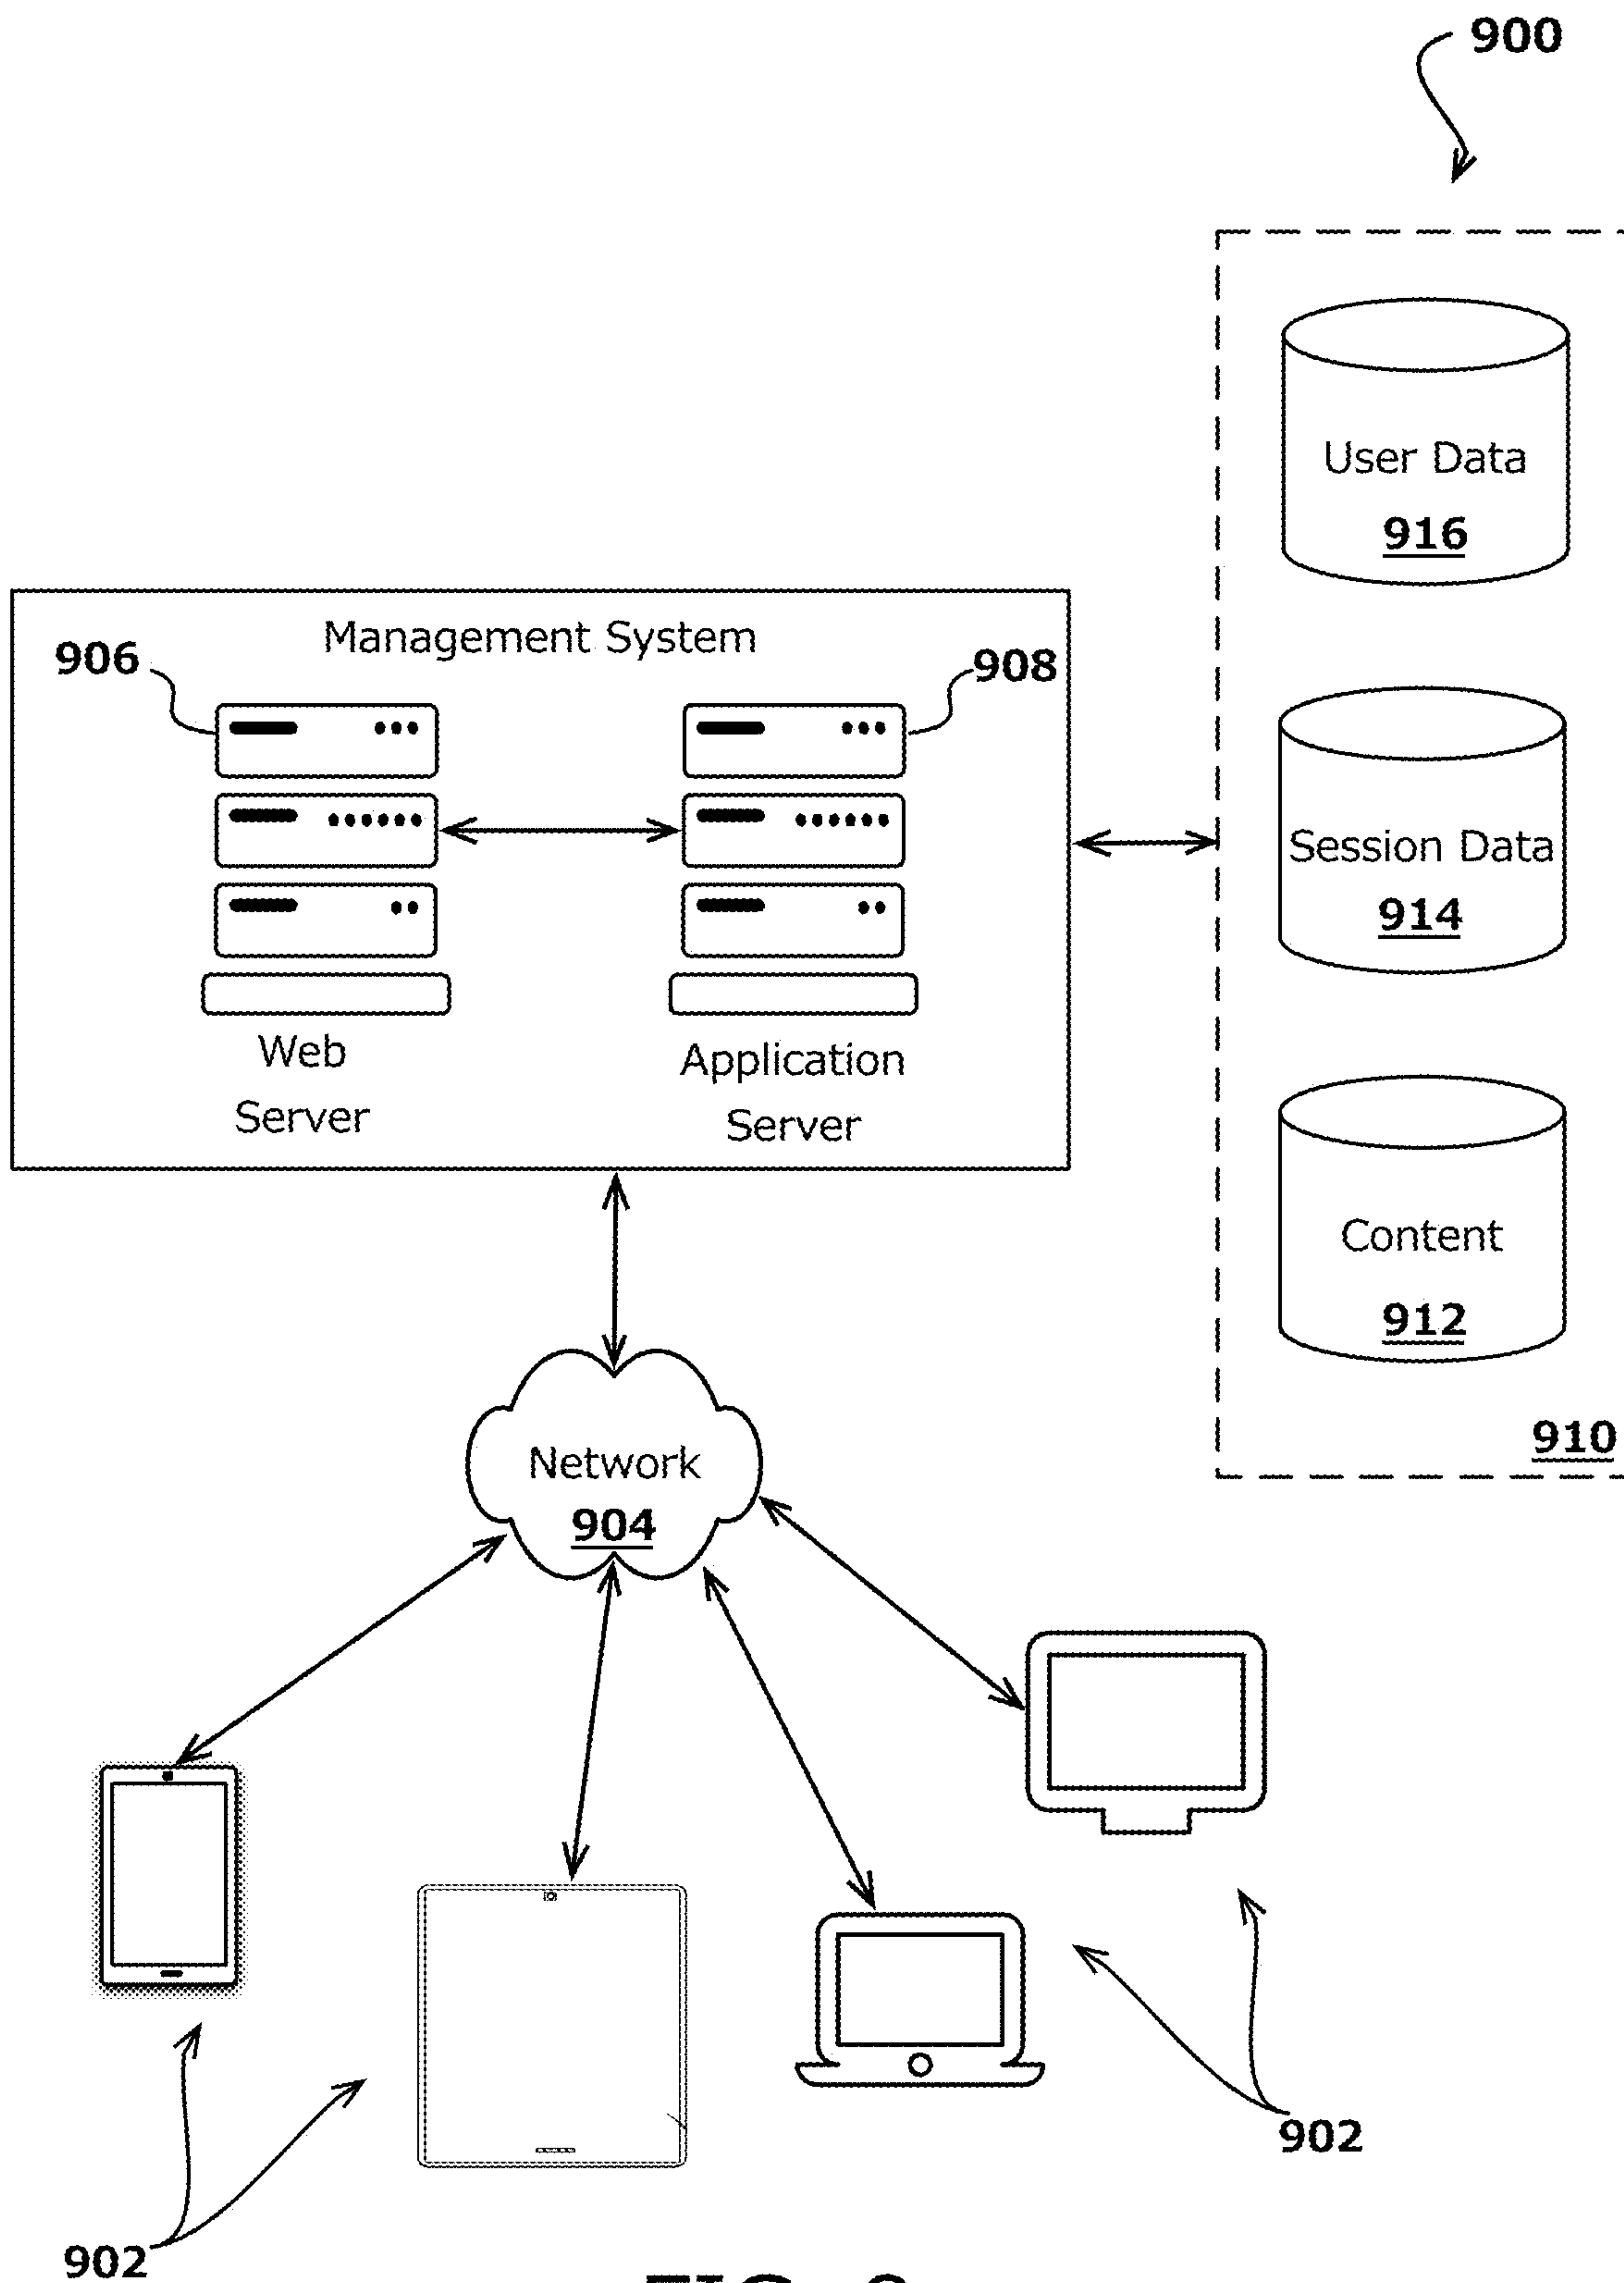 900
User Data
916
Management System
906
908
Session Data
914
Web
Server
Application
Server
Content
912
910
Network
904
902
902